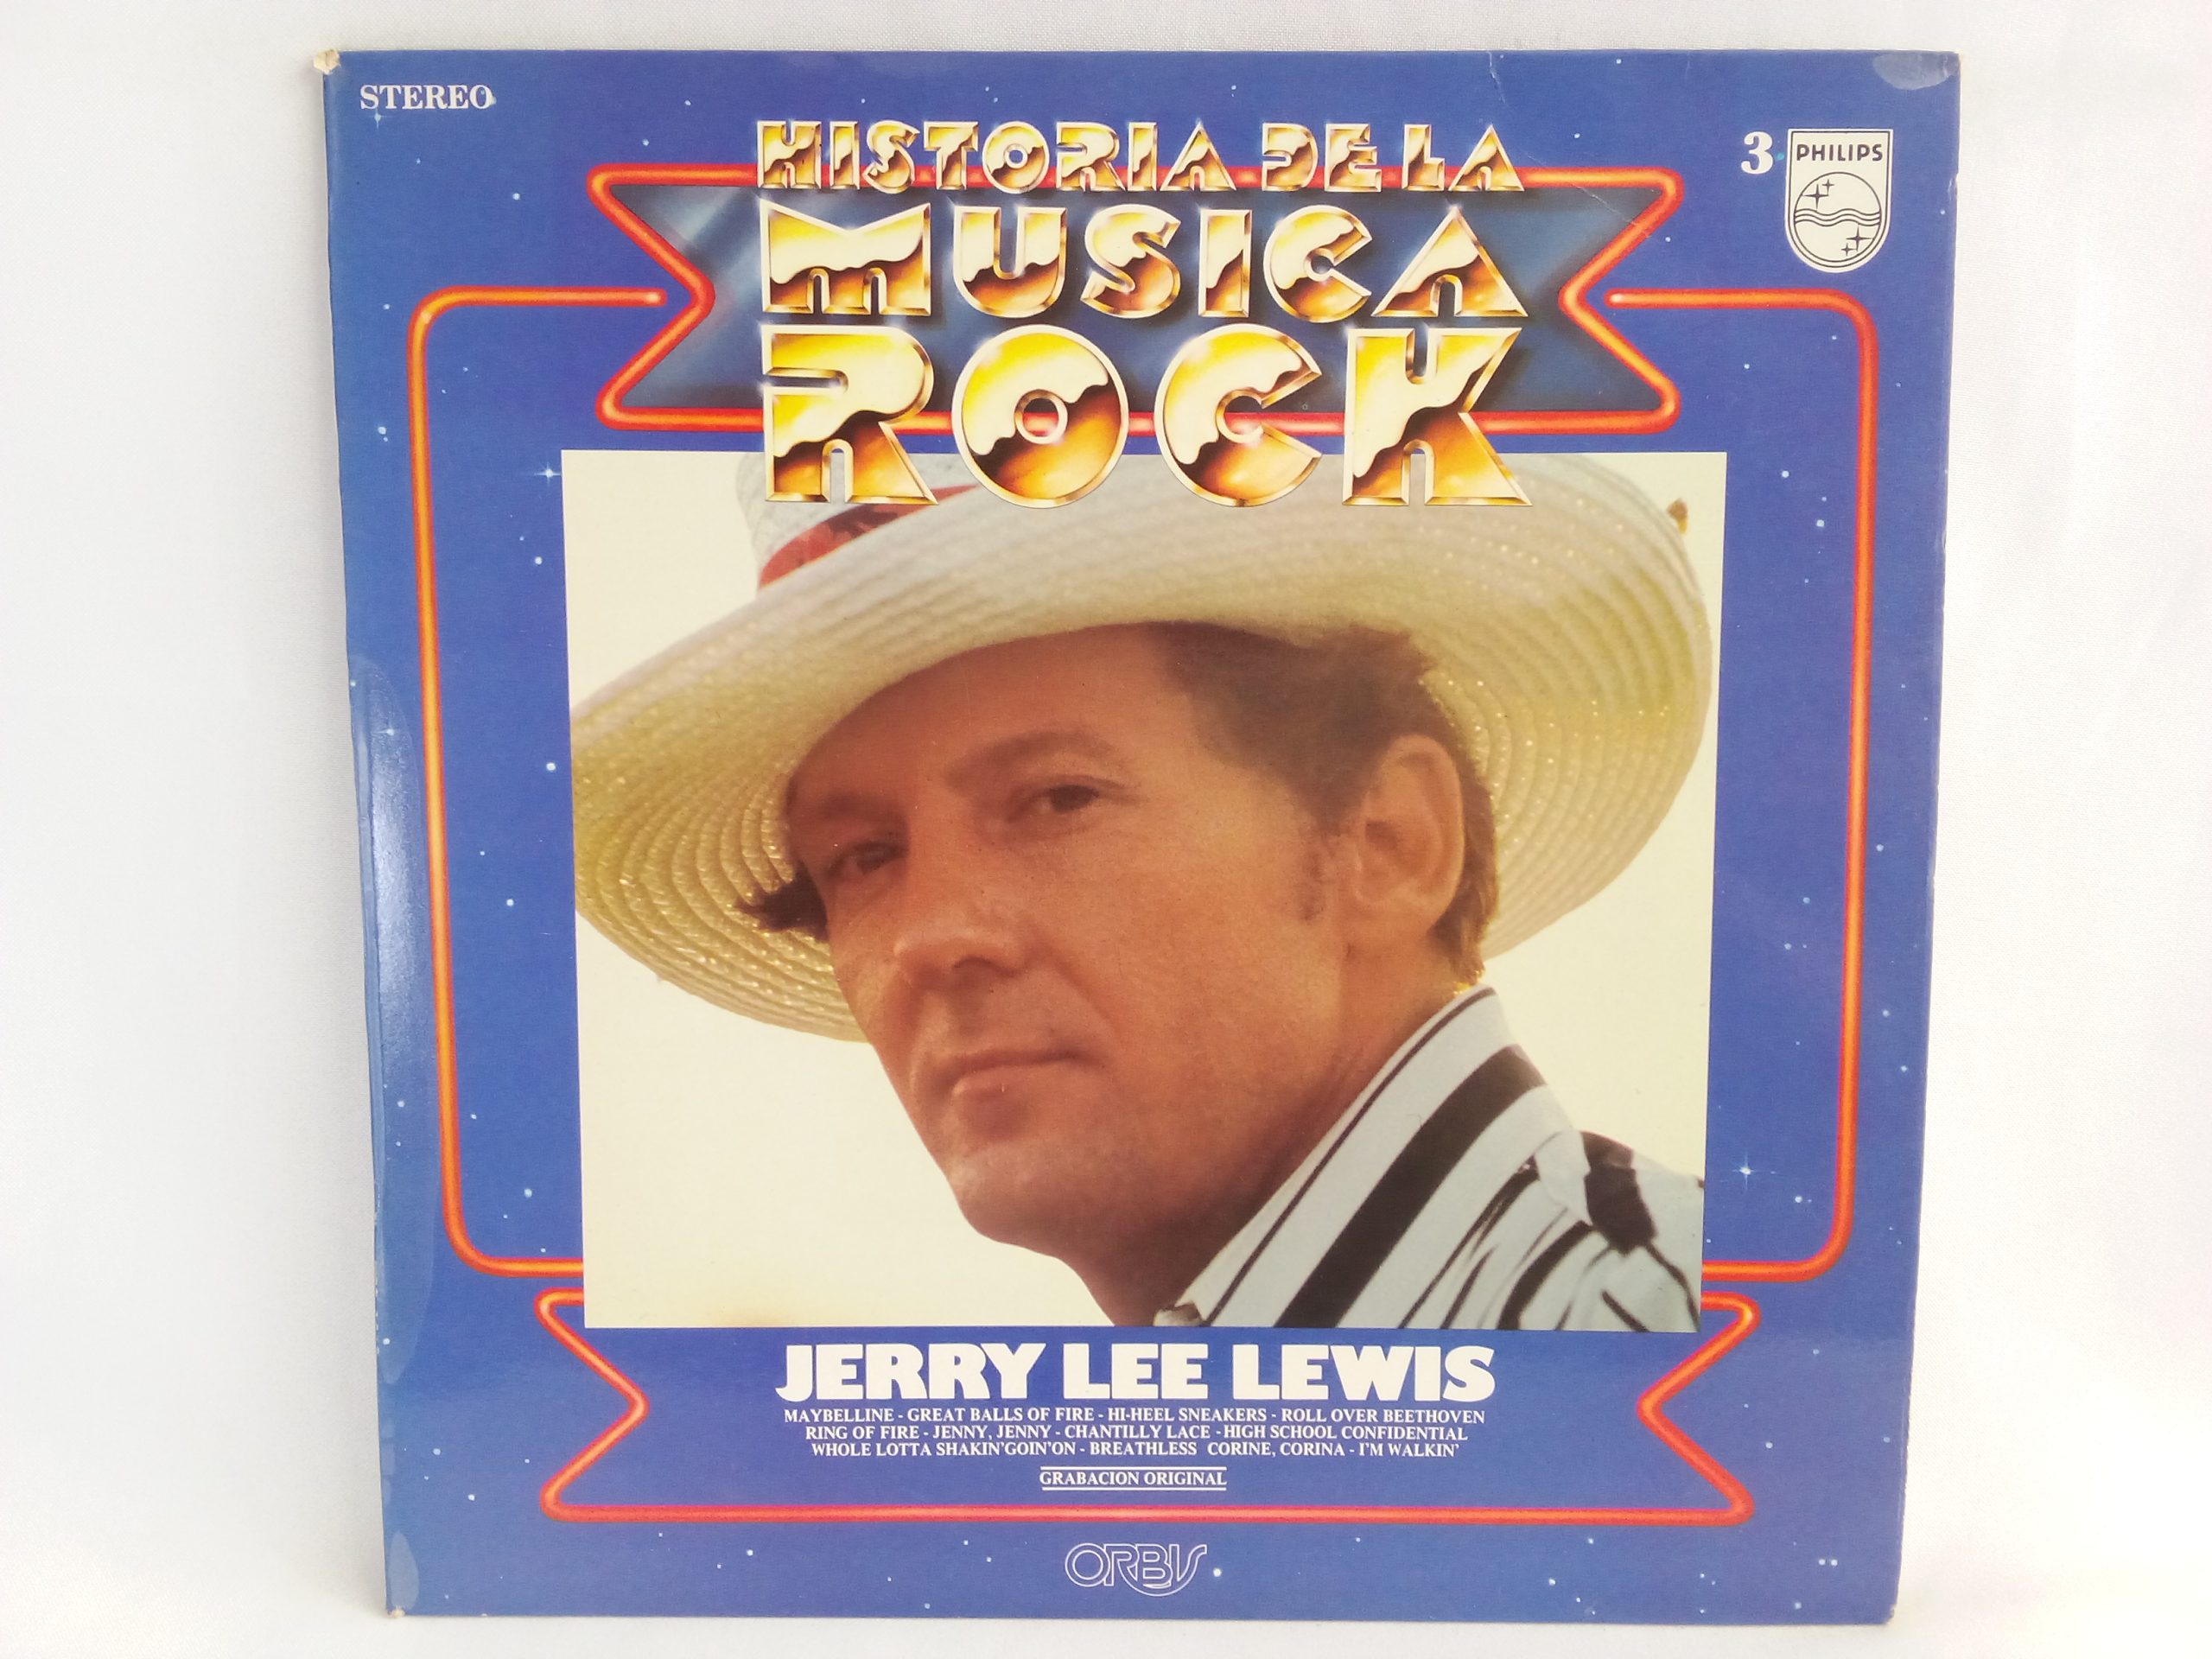 STEREO
HISTORIA DE LA
MUSICA
ROCK
3
PHILIPS
JERRY LEE LEWIS
MAYBELLINE - GREAT BALLS OF FIRE - HI-HEEL SNEAKERS - ROLL OVER BEETHOVEN
RING OF FIRE - JENNY, JENNY - CHANTILLY LACE - HIGH SCHOOL CONFIDENTIAL
WHOLE LOTTA SHAKIN'GOIN'ON - BREATHLESS CORINE, CORINA - I'M WALKIN'
GRABACION ORIGINAL
ORBIS